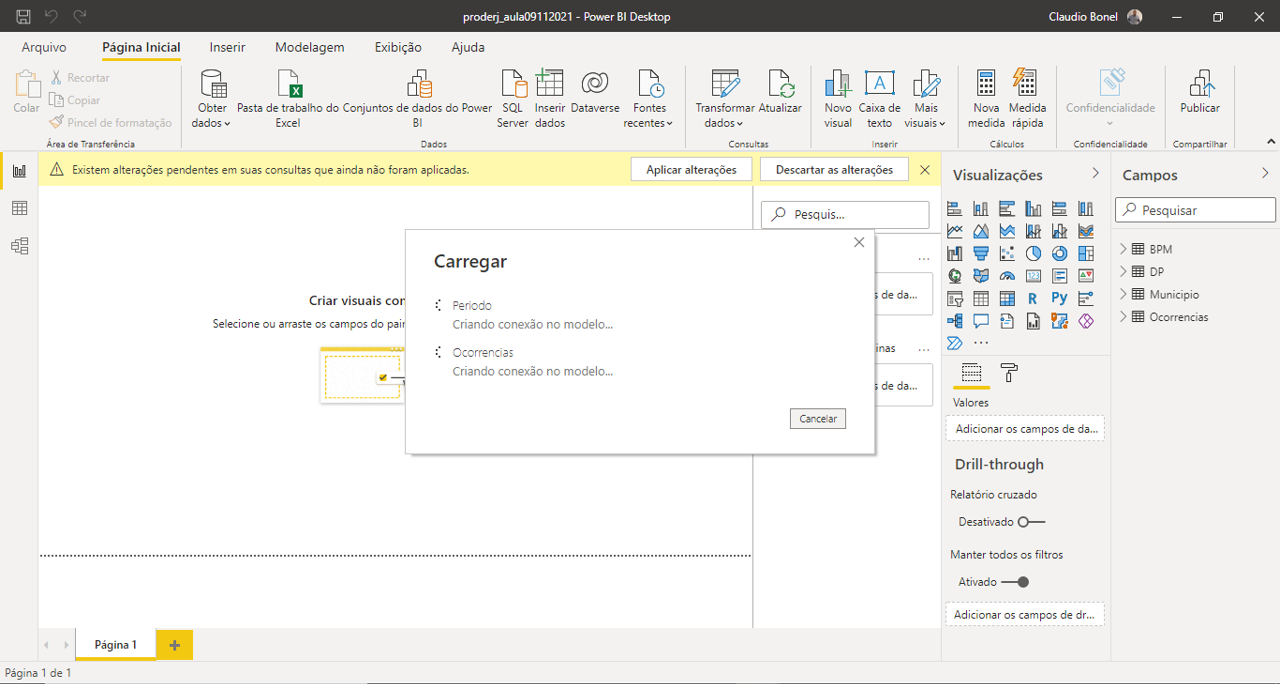 proderj_aula09112021 - Power BI Desktop
Claudio Bonel
Arquivo
Página Inicial
Inserir
Modelagem
Exibição
Ajuda
Colar
Recortar
Copiar
Pincel de formatação
Área de Transferência
Obter dados
Pasta de trabalho do Excel
Conjuntos de dados do Power BI
SQL Server
Inserir dados
Dataverse
Fontes recentes
Dados
Transformar dados
Atualizar
Consultas
Novo visual
Caixa de texto
Mais visuais
Inserir
Nova medida
Medida rápida
Cálculos
Confidencialidade
Confidencialidade
Publicar
Compartilhar
Existem alterações pendentes em suas consultas que ainda não foram aplicadas.
Aplicar alterações
Descartar as alterações
Criar visuais con
Selecione ou arraste os campos do pain
Pesquis...
...
s de da...
inas
...
s de da...
Carregar
Periodo
Criando conexão no modelo...
Ocorrencias
Criando conexão no modelo...
Cancelar
Visualizações
R
Py
...
Valores
Adicionar os campos de da...
Drill-through
Relatório cruzado
Desativado
Manter todos os filtros
Ativado
Adicionar os campos de dr...
Campos
Pesquisar
BPM
DP
Municipio
Ocorrencias
Página 1
Página 1 de 1